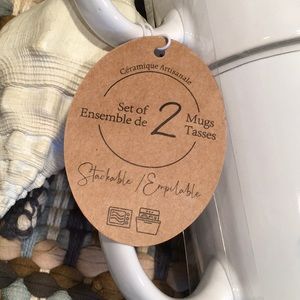 Céramique Artisanale
Set of
Ensemble de
2
Mugs
Tasses
Stackable / Empilable